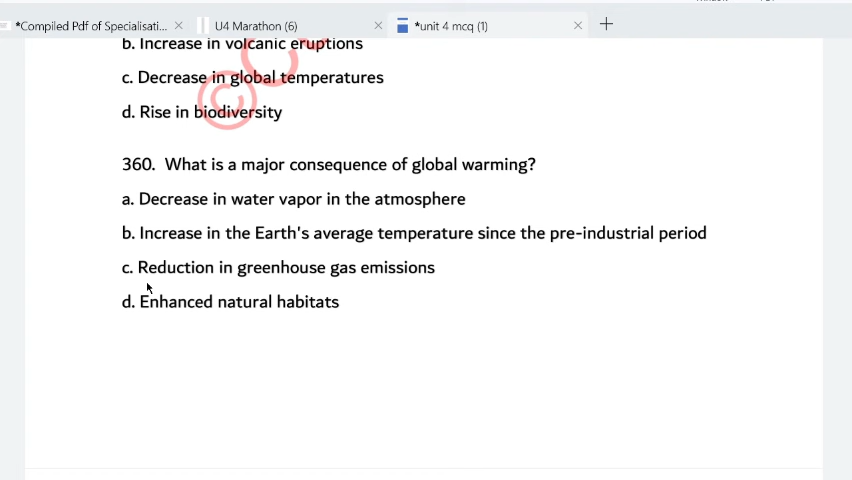 *Compiled Pdf of Specialisati...
U4 Marathon (6)
*unit 4 mcq (1)
b. Increase in volcanic eruptions
c. Decrease in global temperatures
d. Rise in biodiversity
360. What is a major consequence of global warming?
a. Decrease in water vapor in the atmosphere
b. Increase in the Earth's average temperature since the pre-industrial period
c. Reduction in greenhouse gas emissions
d. Enhanced natural habitats